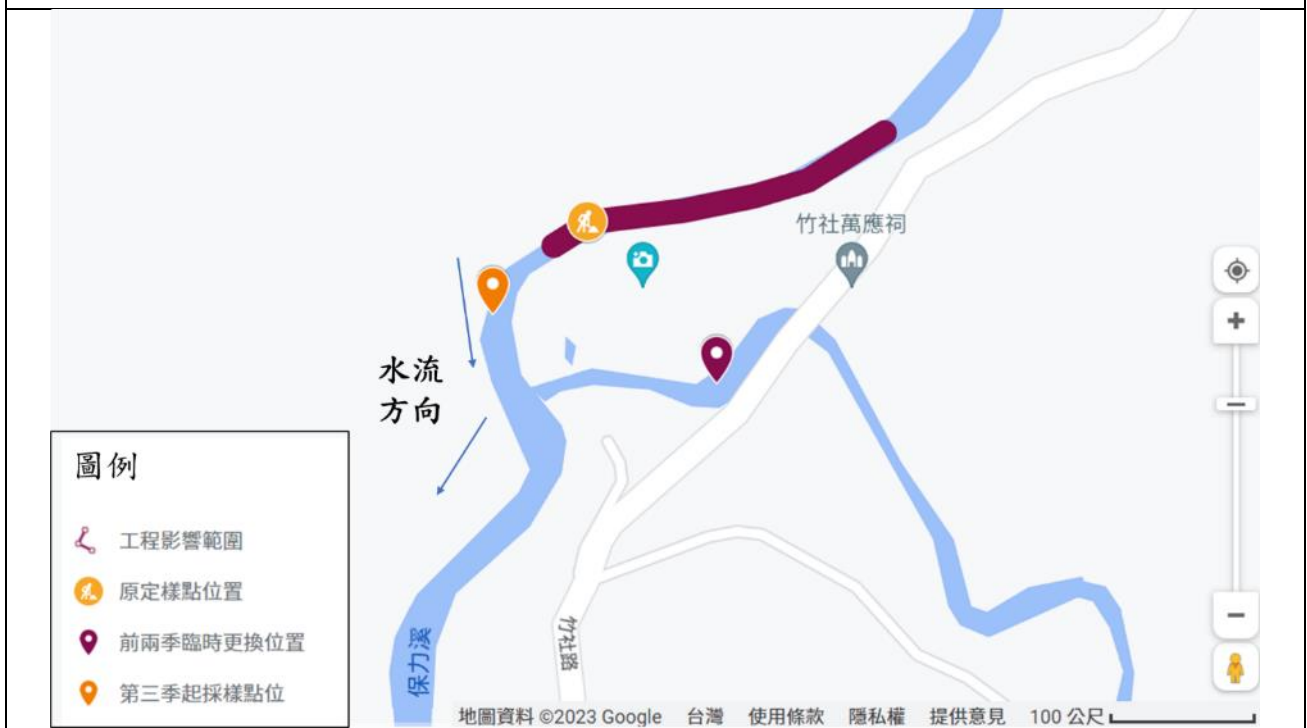 竹社萬應祠
水流
方向
圖例
工程影響範圍
原定樣點位置
前兩季臨時更換位置
第三季起採樣點位
保力溪
竹社路
地圖資料 ©2023 Google 台灣 使用條款 隱私權 提供意見 100 公尺